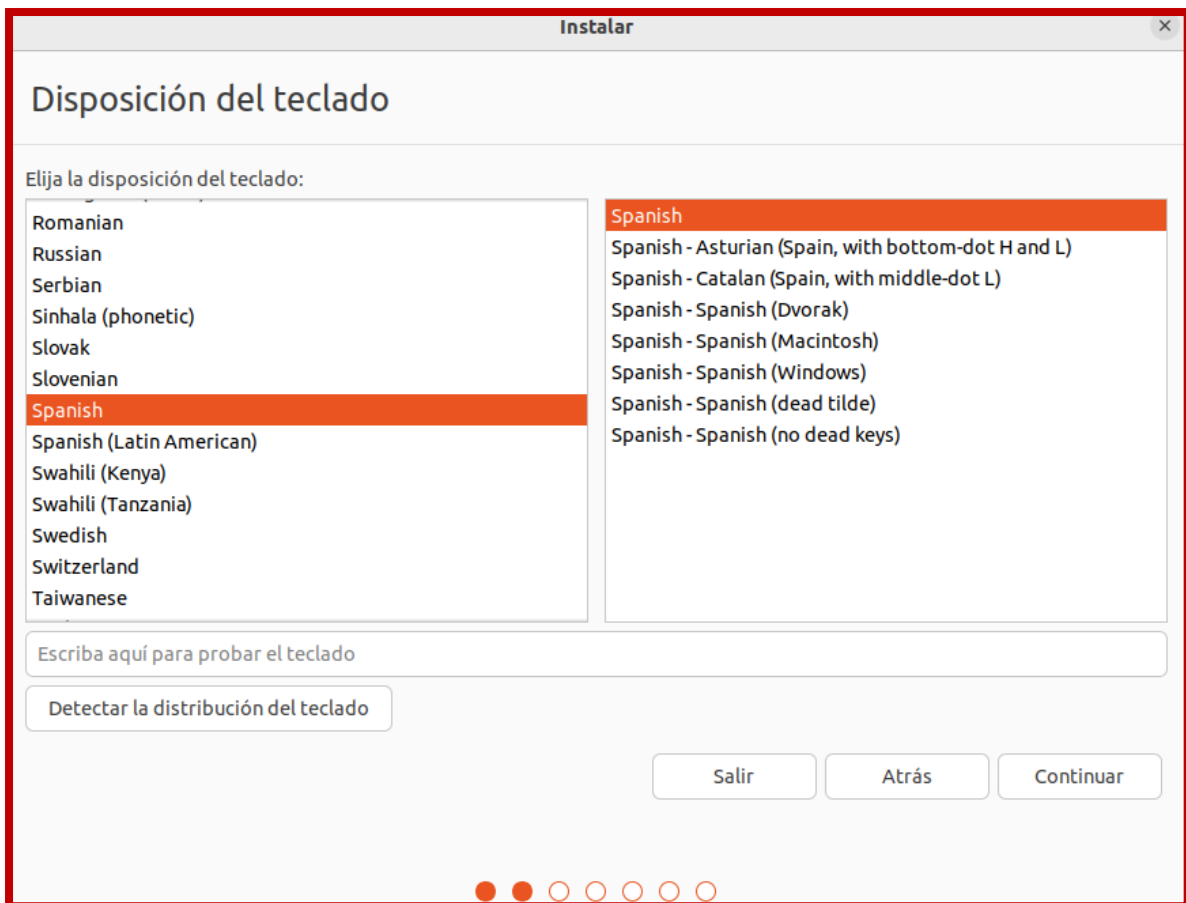 Instalar
Disposición del teclado
Elija la disposición del teclado:
Romanian
Russian
Serbian
Sinhala (phonetic)
Slovak
Slovenian
Spanish
Spanish (Latin American)
Swahili (Kenya)
Swahili (Tanzania)
Swedish
Switzerland
Taiwanese
Spanish
Spanish - Asturian (Spain, with bottom-dot H and L)
Spanish - Catalan (Spain, with middle-dot L)
Spanish - Spanish (Dvorak)
Spanish - Spanish (Macintosh)
Spanish - Spanish (Windows)
Spanish - Spanish (dead tilde)
Spanish - Spanish (no dead keys)
Escriba aquí para probar el teclado
Detectar la distribución del teclado
Salir
Atrás
Continuar